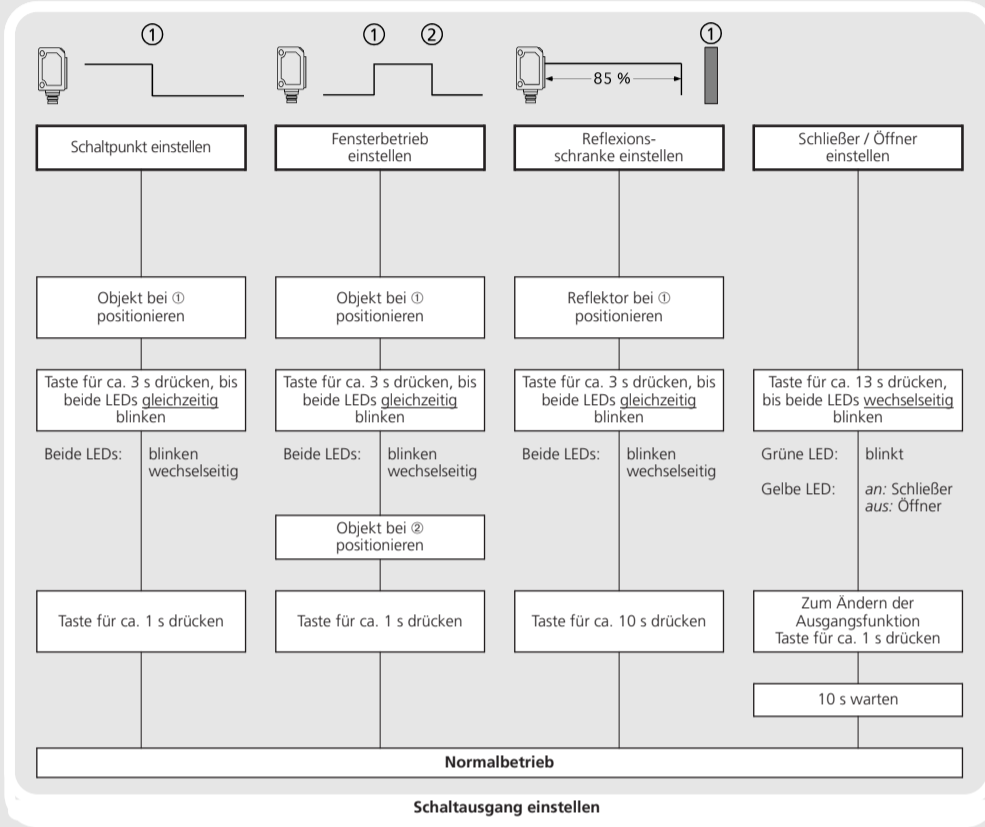 ①
① ②
①
85 %
Schaltpunkt einstellen
Fensterbetrieb
einstellen
Reflexions-
schranke einstellen
Schließer / Öffner
einstellen
Objekt bei ①
positionieren
Objekt bei ①
positionieren
Reflektor bei ①
positionieren
Taste für ca. 3 s drücken, bis
beide LEDs gleichzeitig
blinken
Taste für ca. 3 s drücken, bis
beide LEDs gleichzeitig
blinken
Taste für ca. 3 s drücken, bis
beide LEDs gleichzeitig
blinken
Taste für ca. 13 s drücken,
bis beide LEDs wechselseitig
blinken
Beide LEDs: blinken
wechselseitig
Beide LEDs: blinken
wechselseitig
Beide LEDs: blinken
wechselseitig
Grüne LED: blinkt
Gelbe LED: an: Schließer
aus: Öffner
Objekt bei ②
positionieren
Taste für ca. 1 s drücken
Taste für ca. 1 s drücken
Taste für ca. 10 s drücken
Zum Ändern der
Ausgangsfunktion
Taste für ca. 1 s drücken
10 s warten
Normalbetrieb
Schaltausgang einstellen